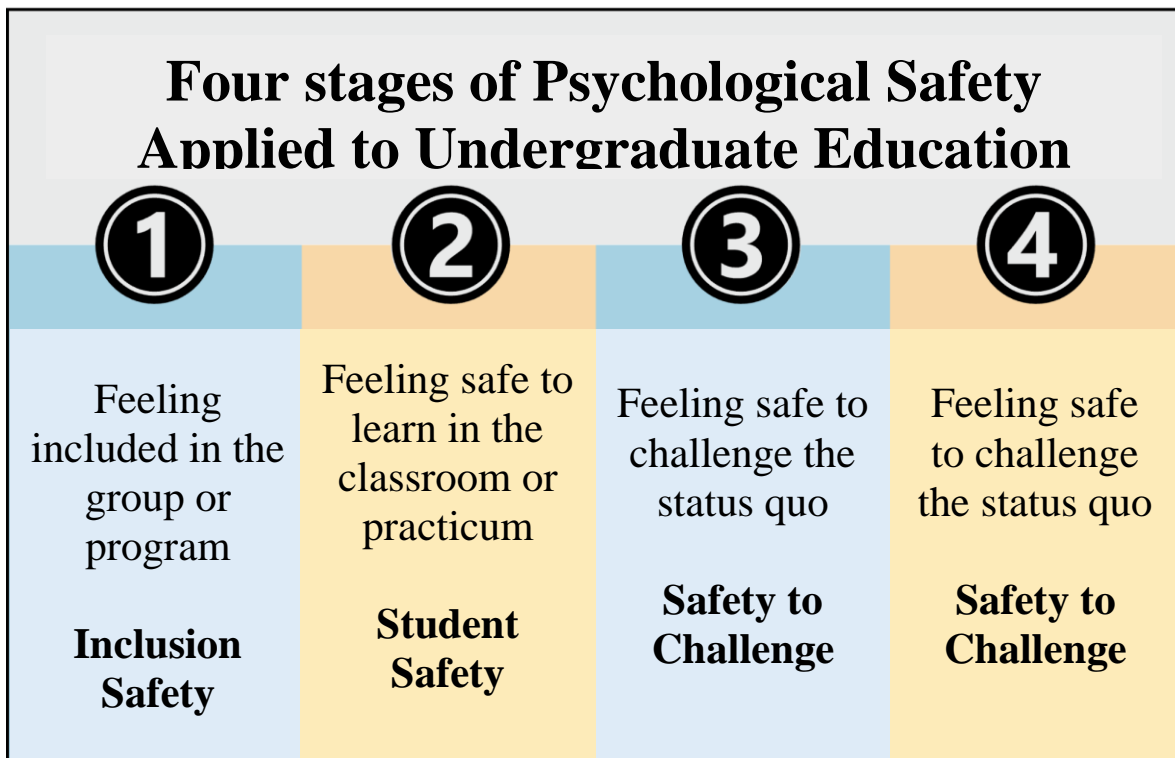 Four stages of Psychological Safety
Applied to Undergraduate Education
1
2
3
4
Feeling
included in the
group or
program
Inclusion
Safety
Feeling safe to
learn in the
classroom or
practicum
Student
Safety
Feeling safe to
challenge the
status quo
Safety to
Challenge
Feeling safe
to challenge
the status quo
Safety to
Challenge